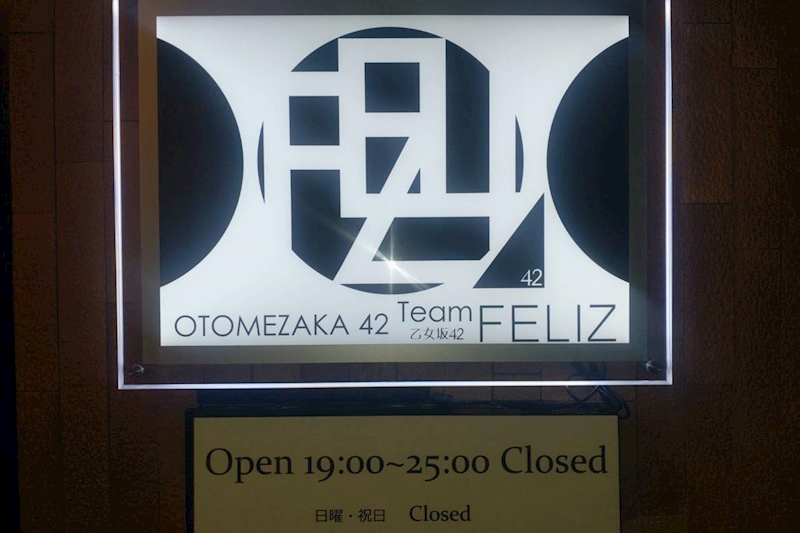 42
OTOMEZAKA 42 Team FELIZ
乙女坂42
Open 19:00~25:00 Closed
日曜・祝日 Closed